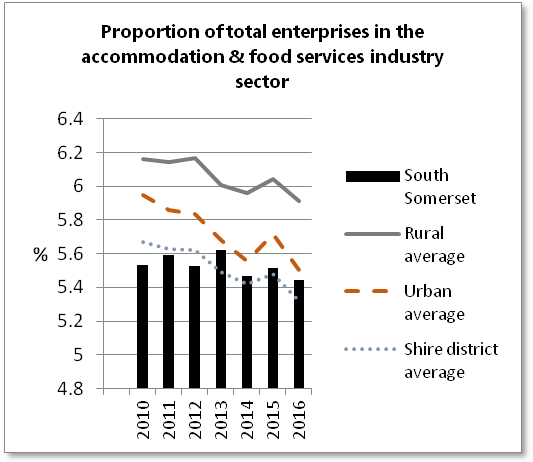 Proportion of total enterprises in the
accommodation & food services industry
sector
6.4
6.2
6
5.8
5.6
5.4
5.2
5
4.8
%
2010
2011
2012
2013
2014
2015
2016
South
Somerset
Rural
average
Urban
average
Shire district
average